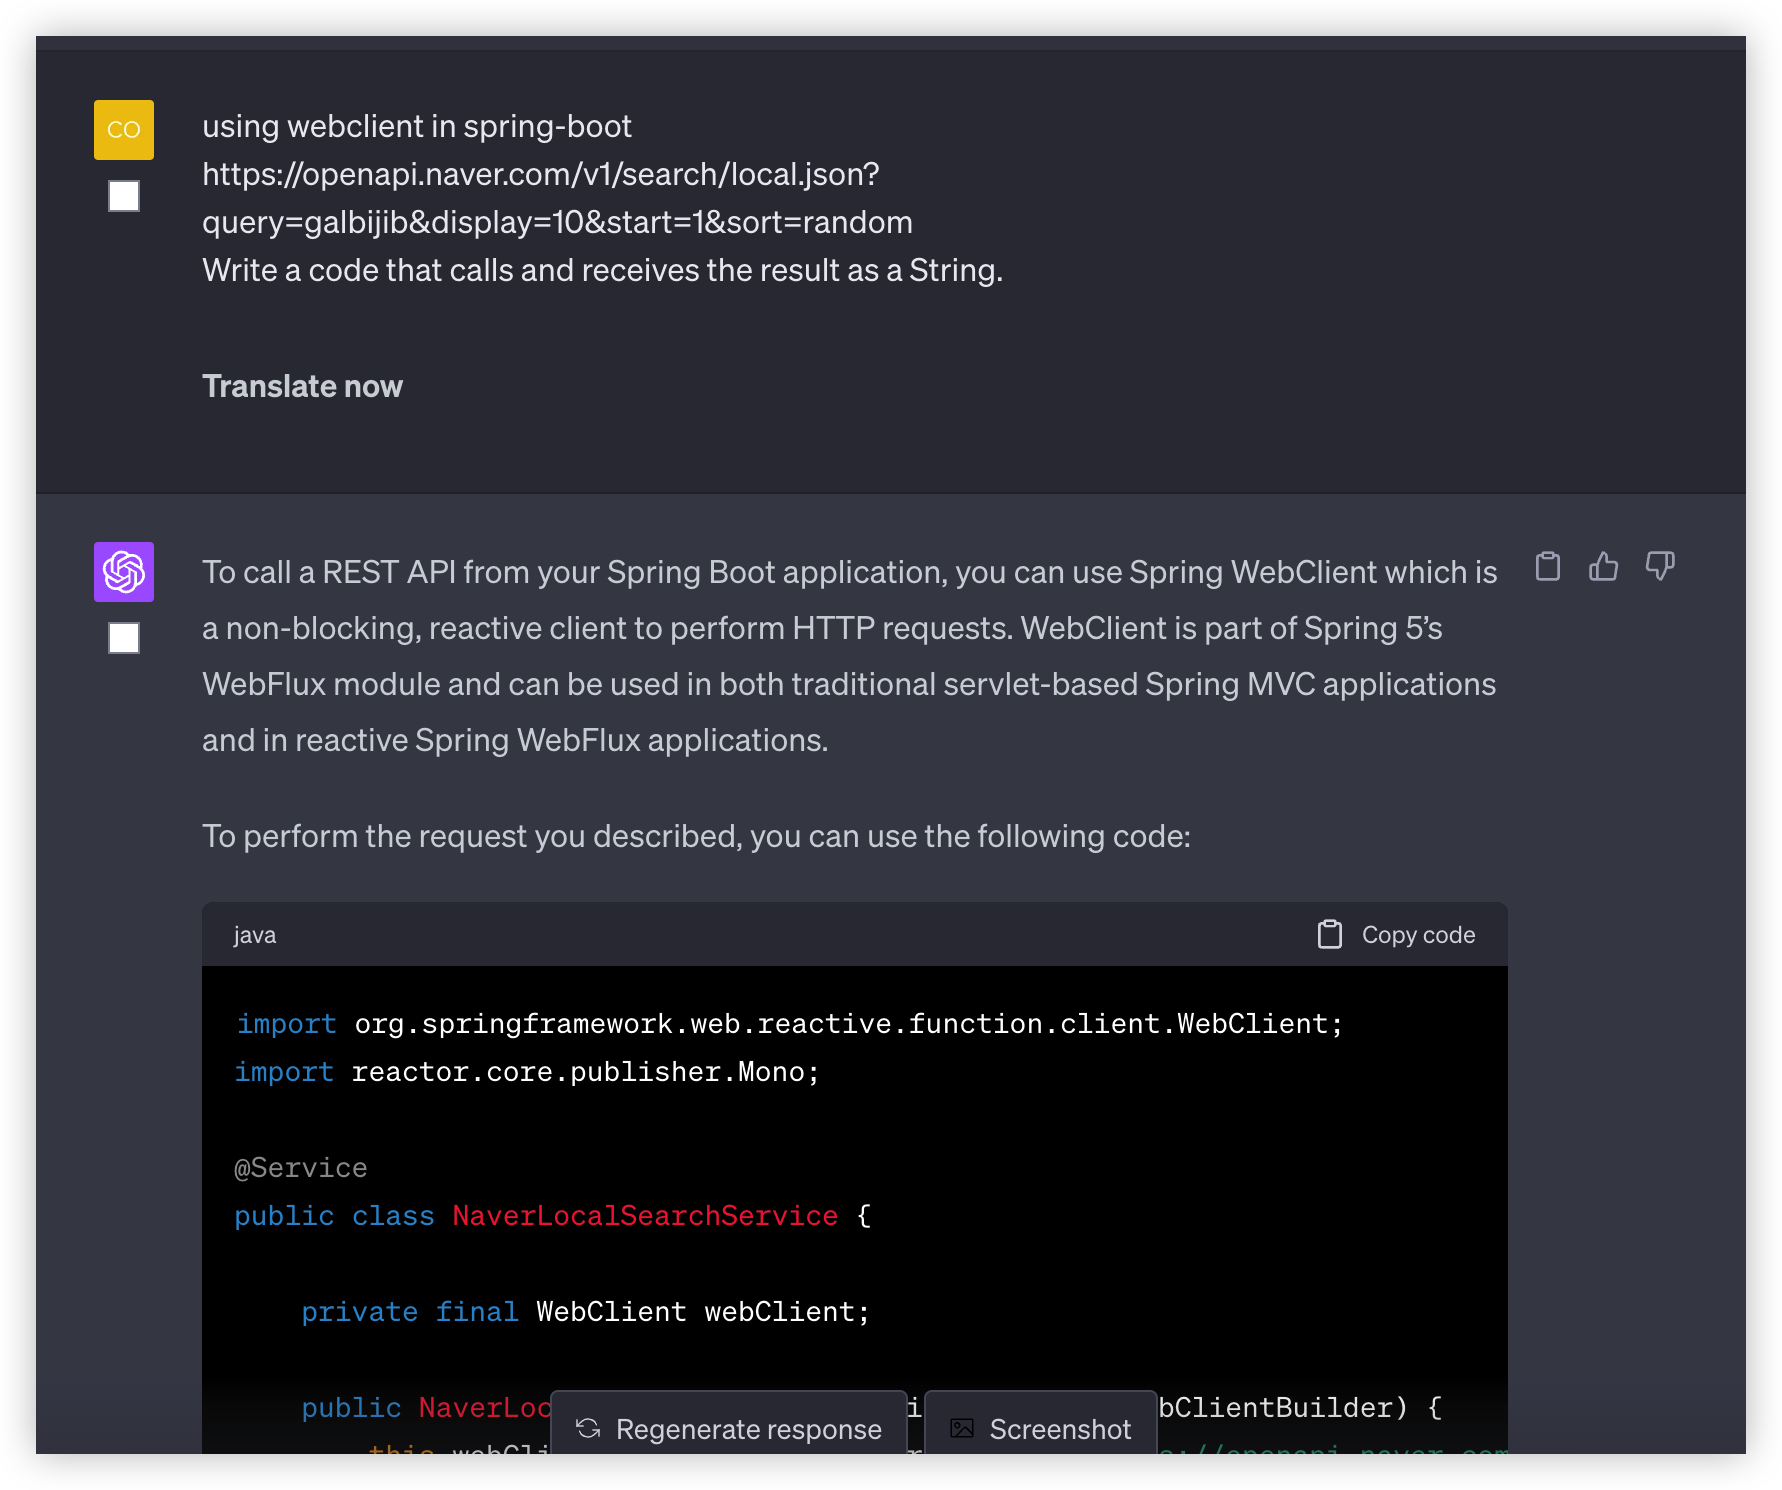 CO
using webclient in spring-boot
https://openapi.naver.com/v1/search/local.json?
query=galbijib&display=10&start=1&sort=random
Write a code that calls and receives the result as a String.
Translate now
To call a REST API from your Spring Boot application, you can use Spring WebClient which is
a non-blocking, reactive client to perform HTTP requests. WebClient is part of Spring 5’s
WebFlux module and can be used in both traditional servlet-based Spring MVC applications
and in reactive Spring WebFlux applications.
To perform the request you described, you can use the following code:
java
Copy code
import org.springframework.web.reactive.function.client.WebClient;
import reactor.core.publisher.Mono;
@Service
public class NaverLocalSearchService {
private final WebClient webClient;
public NaverLoc
bClientBuilder) {
Regenerate response
Screenshot
this webCli
s://openapi.naver.com